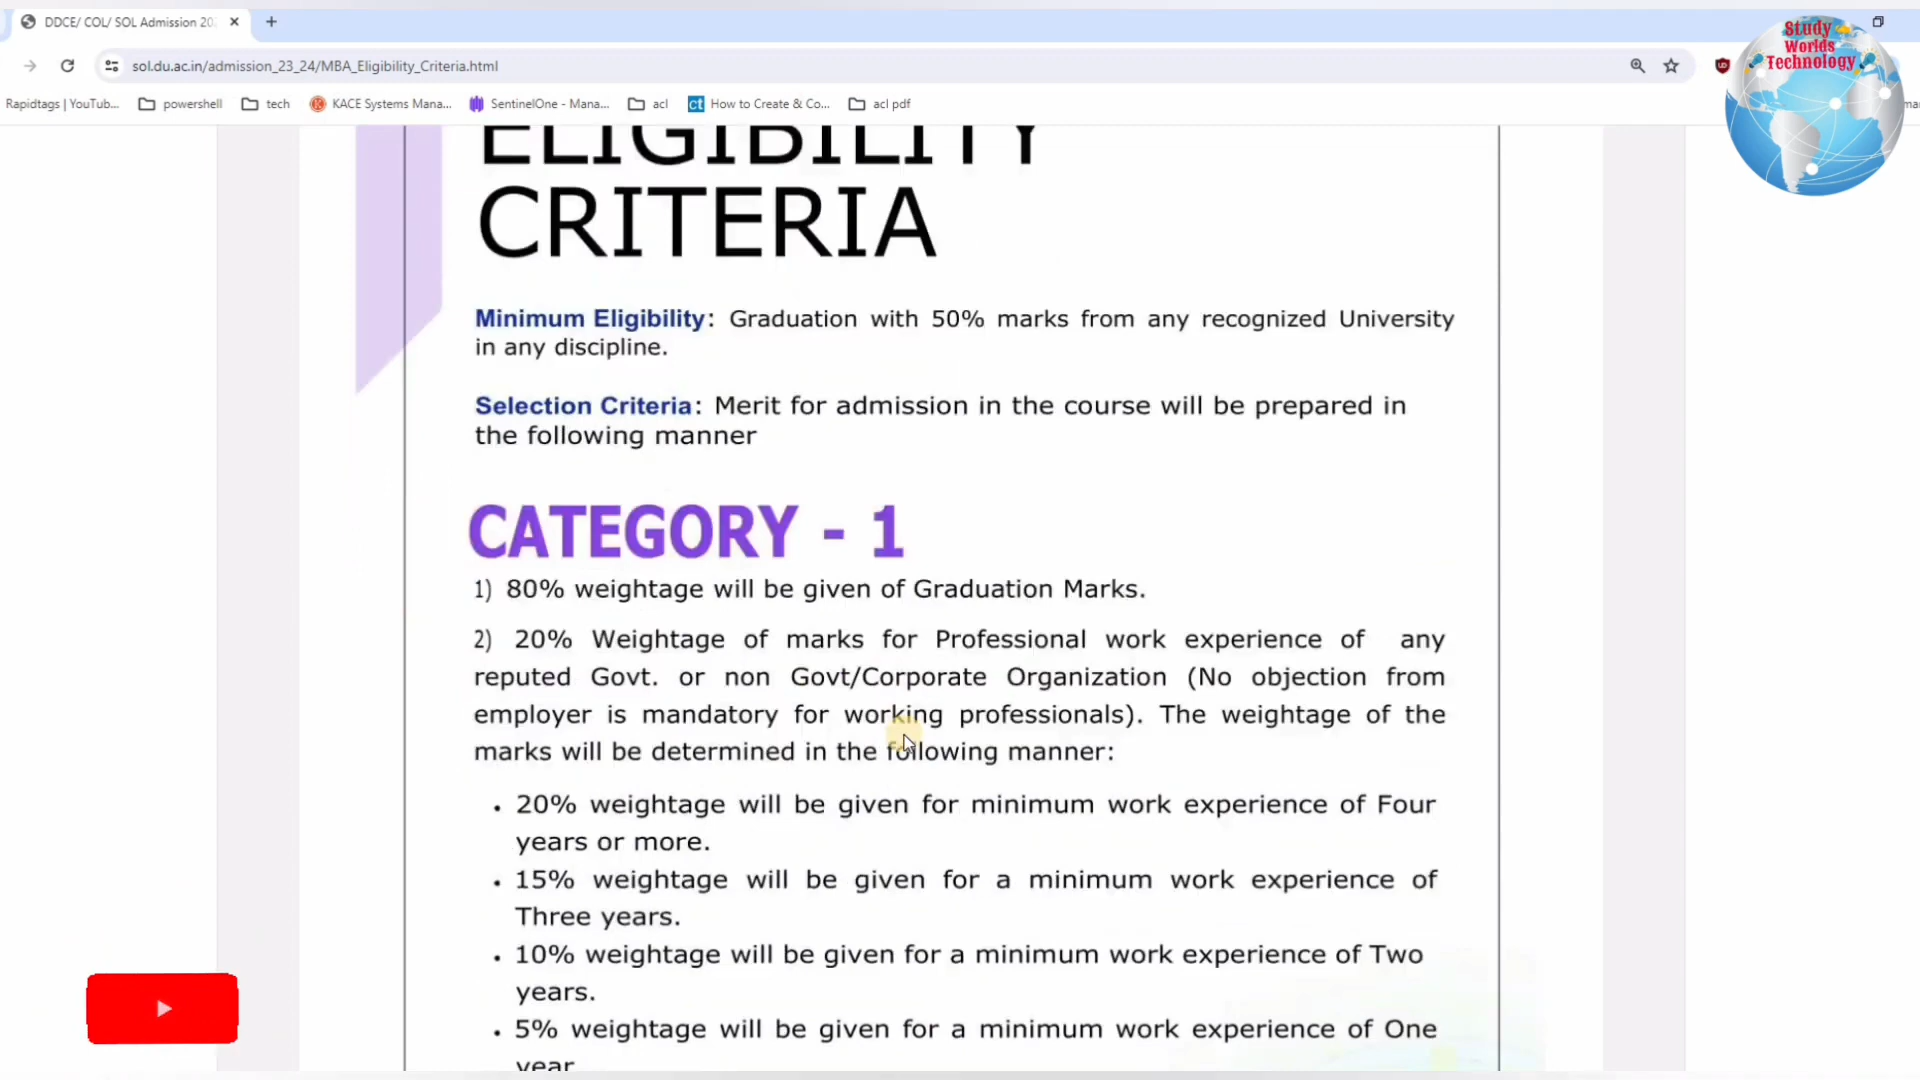 DDCE/ COL/ SOL Admission 20
sol.du.ac.in/admission_23_24/MBA_Eligibility_Criteria.html
Study
Worlds
Technology
Rapidtags | YouTub...
powershell
tech
KACE Systems Mana...
SentinelOne - Mana...
acl
ct
How to Create & Co...
acl pdf
ELIGIBILITY
CRITERIA
Minimum Eligibility: Graduation with 50% marks from any recognized University
in any discipline.
Selection Criteria: Merit for admission in the course will be prepared in
the following manner
CATEGORY - 1
1) 80% weightage will be given of Graduation Marks.
2) 20% Weightage of marks for Professional work experience of any
reputed Govt. or non Govt/Corporate Organization (No objection from
employer is mandatory for working professionals). The weightage of the
marks will be determined in the following manner:
• 20% weightage will be given for minimum work experience of Four
years or more.
• 15% weightage will be given for a minimum work experience of
Three years.
• 10% weightage will be given for a minimum work experience of Two
years.
• 5% weightage will be given for a minimum work experience of One
year